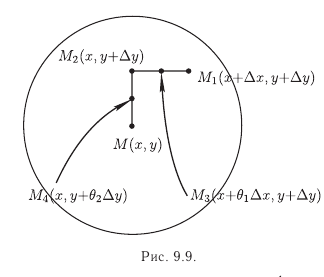 M₂(x, y+Δy)
M₁(x+Δx, y+Δy)
M(x, y)
M₄(x, y+θ₂Δy)
M₃(x+θ₁Δx, y+Δy)
Рис. 9.9.